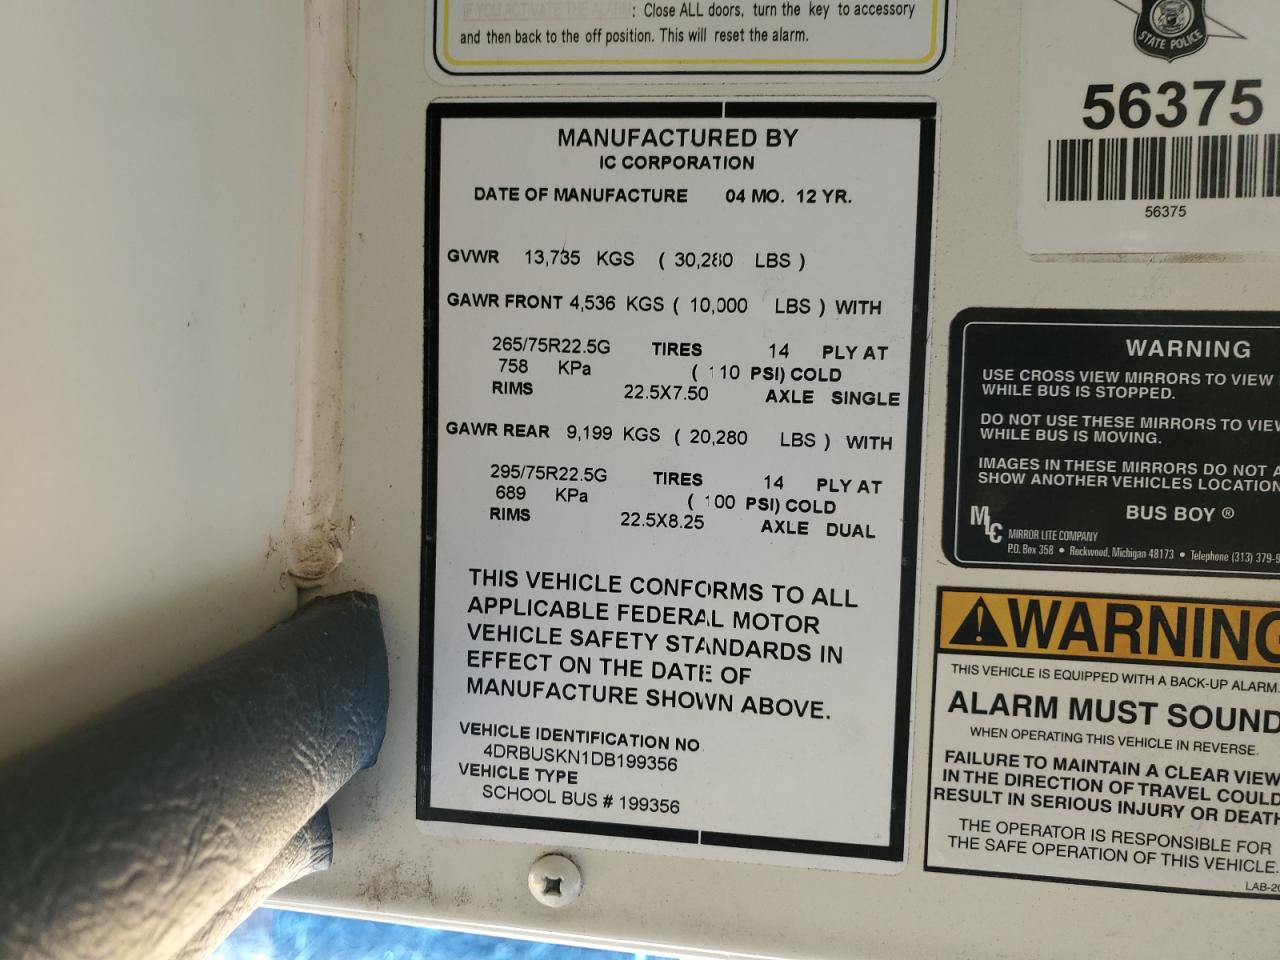 IF YOU ACTIVATE THE ALARM: Close ALL doors, turn the key to accessory
and then back to the off position. This will reset the alarm.
MANUFACTURED BY
IC CORPORATION
DATE OF MANUFACTURE 04 MO. 12 YR.
GVWR 13,735 KGS ( 30,280 LBS )
GAWR FRONT 4,536 KGS ( 10,000 LBS ) WITH
265/75R22.5G TIRES 14 PLY AT
758 KPa ( 110 PSI) COLD
RIMS 22.5X7.50 AXLE SINGLE
GAWR REAR 9,199 KGS ( 20,280 LBS ) WITH
295/75R22.5G TIRES 14 PLY AT
689 KPa ( 100 PSI) COLD
RIMS 22.5X8.25 AXLE DUAL
THIS VEHICLE CONFORMS TO ALL
APPLICABLE FEDERAL MOTOR
VEHICLE SAFETY STANDARDS IN
EFFECT ON THE DATE OF
MANUFACTURE SHOWN ABOVE.
VEHICLE IDENTIFICATION NO.
4DRBUSKN1DB199356
VEHICLE TYPE
SCHOOL BUS # 199356
STATE POLICE
56375
56375
WARNING
USE CROSS VIEW MIRRORS TO VIEW
WHILE BUS IS STOPPED.
DO NOT USE THESE MIRRORS TO VIEW
WHILE BUS IS MOVING.
IMAGES IN THESE MIRRORS DO NOT A
SHOW ANOTHER VEHICLES LOCATION
BUS BOY ®
MLC MIRROR LITE COMPANY
P.O. Box 358 • Rockwood, Michigan 48173 • Telephone (313) 379-9
WARNING
THIS VEHICLE IS EQUIPPED WITH A BACK-UP ALARM.
ALARM MUST SOUND
WHEN OPERATING THIS VEHICLE IN REVERSE.
FAILURE TO MAINTAIN A CLEAR VIEW
IN THE DIRECTION OF TRAVEL COULD
RESULT IN SERIOUS INJURY OR DEATH
THE OPERATOR IS RESPONSIBLE FOR
THE SAFE OPERATION OF THIS VEHICLE.
LAB-20